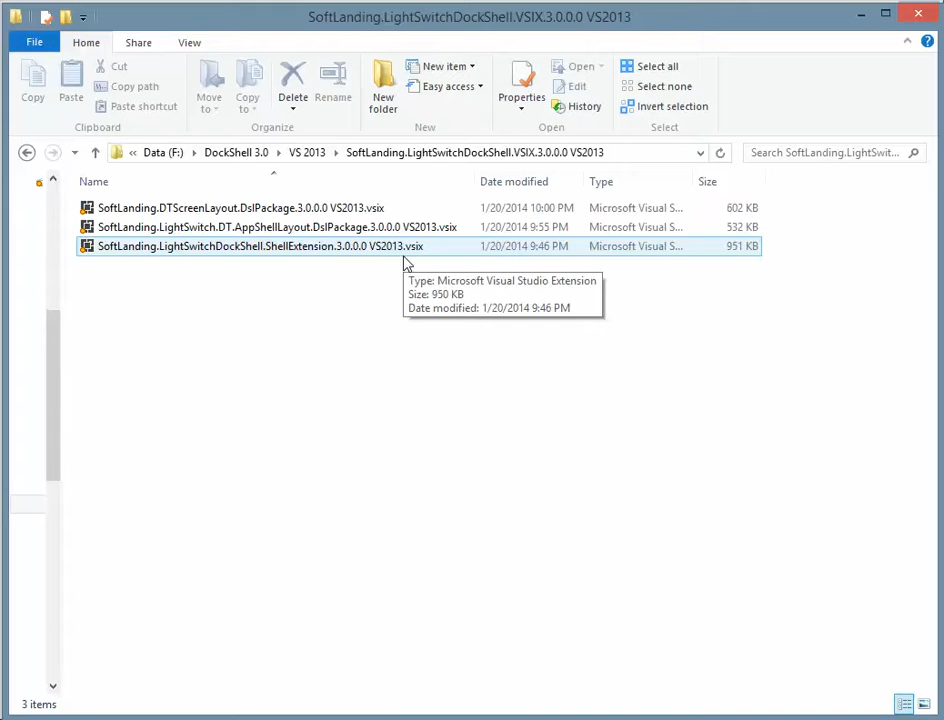 SoftLanding.LightSwitchDockShell.VSIX.3.0.0.0 VS2013
File Home Share View
Copy
Paste
Cut
Copy path
Paste shortcut
Clipboard
Move to
Copy to
Delete
Rename
Organize
New folder
New item
Easy access
New
Properties
Open
Edit
History
Open
Select all
Select none
Invert selection
Select
« Data (F:) DockShell 3.0 VS 2013 SoftLanding.LightSwitchDockShell.VSIX.3.0.0.0 VS2013 Search SoftLanding.LightSwit...
Name Date modified Type Size
SoftLanding.DTScreenLayout.DslPackage.3.0.0.0 VS2013.vsix 1/20/2014 10:00 PM Microsoft Visual S... 602 KB
SoftLanding.LightSwitch.DT.AppShellLayout.DslPackage.3.0.0.0 VS2013.vsix 1/20/2014 9:55 PM Microsoft Visual S... 532 KB
SoftLanding.LightSwitchDockShell.ShellExtension.3.0.0.0 VS2013.vsix 1/20/2014 9:46 PM Microsoft Visual S... 951 KB
Type: Microsoft Visual Studio Extension
Size: 950 KB
Date modified: 1/20/2014 9:46 PM
3 items